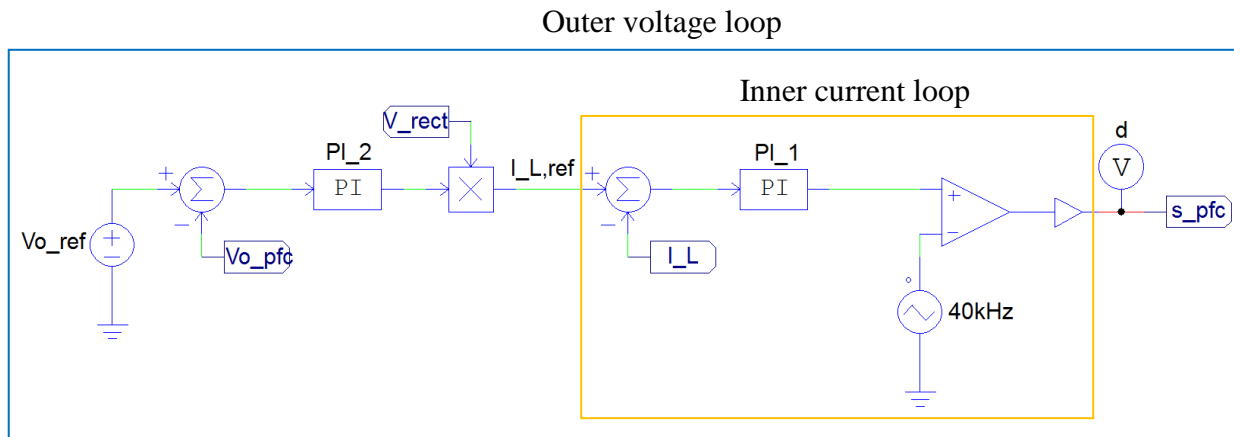 Outer voltage loop
Inner current loop
V_rect
d
PI_2
I_L,ref
PI_1
V
+
Σ
PI
×
+
Σ
PI
+
s_pfc
−
−
−
Vo_ref
+
−
Vo_pfc
I_L
40kHz